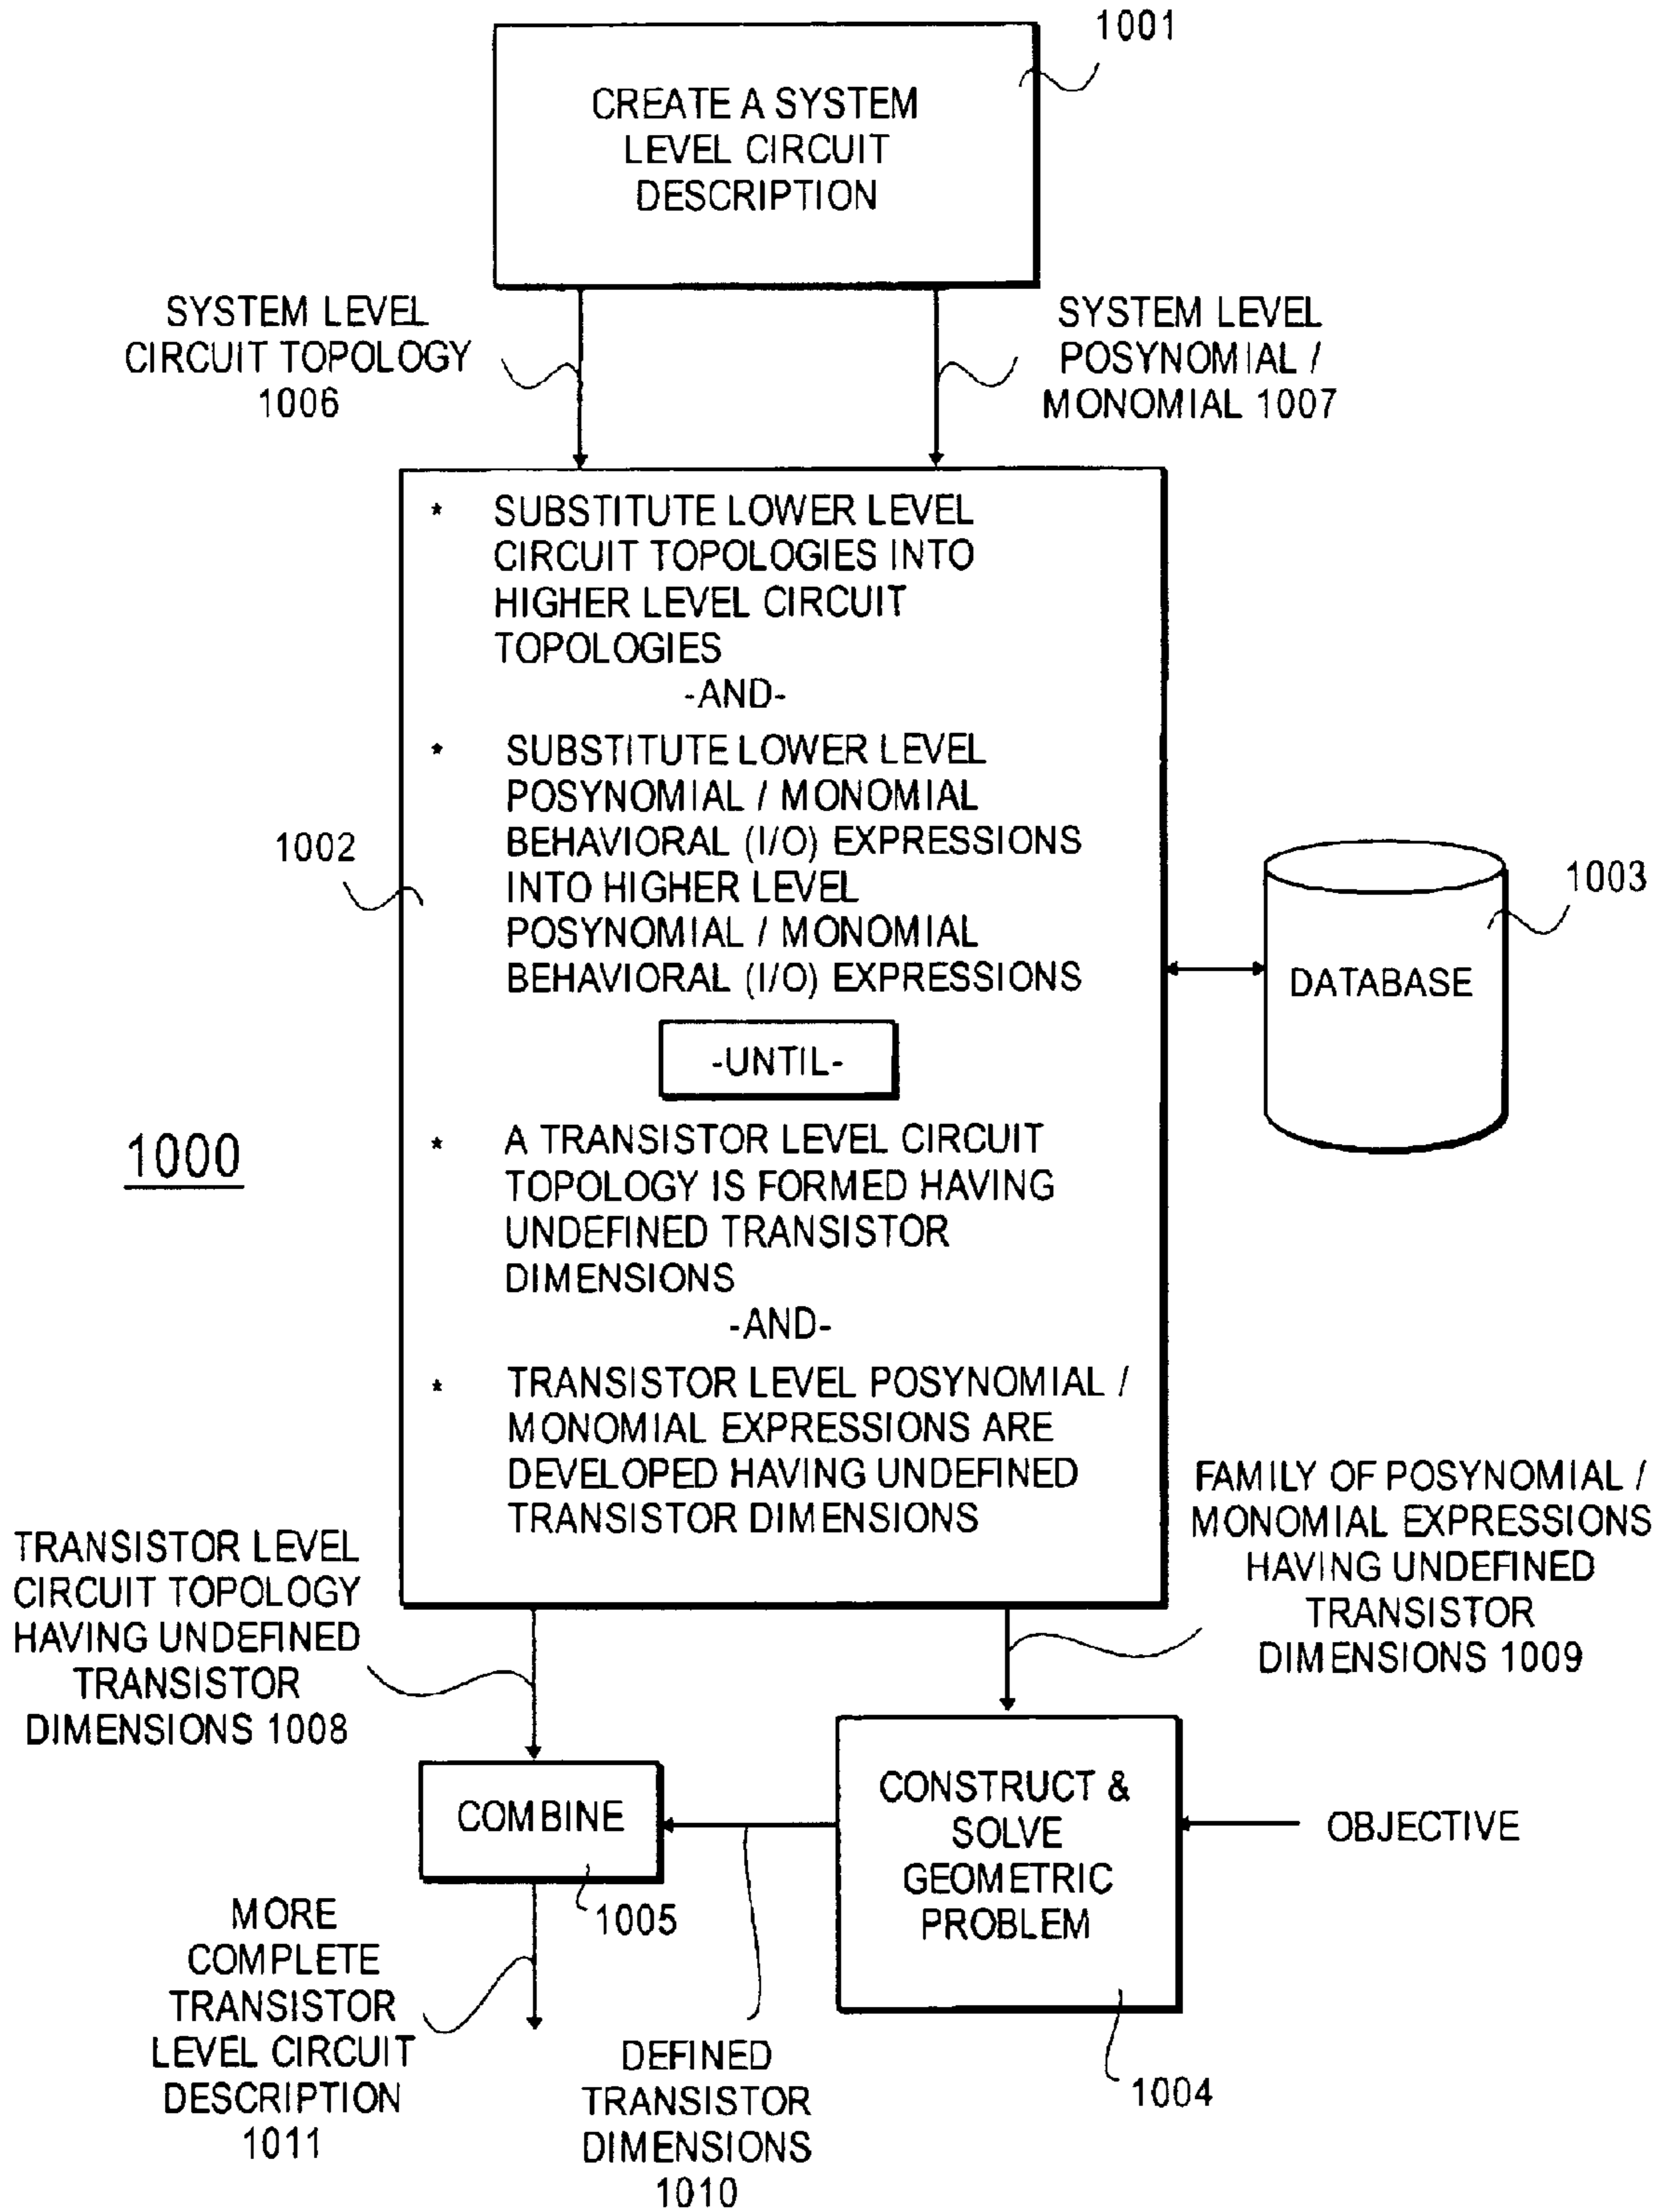 1001
CREATE A SYSTEM
LEVEL CIRCUIT
DESCRIPTION
SYSTEM LEVEL
CIRCUIT TOPOLOGY
1006
SYSTEM LEVEL
POSYNOMIAL /
MONOMIAL 1007
* SUBSTITUTE LOWER LEVEL
CIRCUIT TOPOLOGIES INTO
HIGHER LEVEL CIRCUIT
TOPOLOGIES
-AND-
* SUBSTITUTE LOWER LEVEL
POSYNOMIAL / MONOMIAL
BEHAVIORAL (I/O) EXPRESSIONS
INTO HIGHER LEVEL
POSYNOMIAL / MONOMIAL
BEHAVIORAL (I/O) EXPRESSIONS
-UNTIL-
* A TRANSISTOR LEVEL CIRCUIT
TOPOLOGY IS FORMED HAVING
UNDEFINED TRANSISTOR
DIMENSIONS
-AND-
* TRANSISTOR LEVEL POSYNOMIAL /
MONOMIAL EXPRESSIONS ARE
DEVELOPED HAVING UNDEFINED
TRANSISTOR DIMENSIONS
1002
1003
DATABASE
1000
TRANSISTOR LEVEL
CIRCUIT TOPOLOGY
HAVING UNDEFINED
TRANSISTOR
DIMENSIONS 1008
FAMILY OF POSYNOMIAL /
MONOMIAL EXPRESSIONS
HAVING UNDEFINED
TRANSISTOR
DIMENSIONS 1009
COMBINE
1005
CONSTRUCT &
SOLVE
GEOMETRIC
PROBLEM
OBJECTIVE
1004
MORE
COMPLETE
TRANSISTOR
LEVEL CIRCUIT
DESCRIPTION
1011
DEFINED
TRANSISTOR
DIMENSIONS
1010